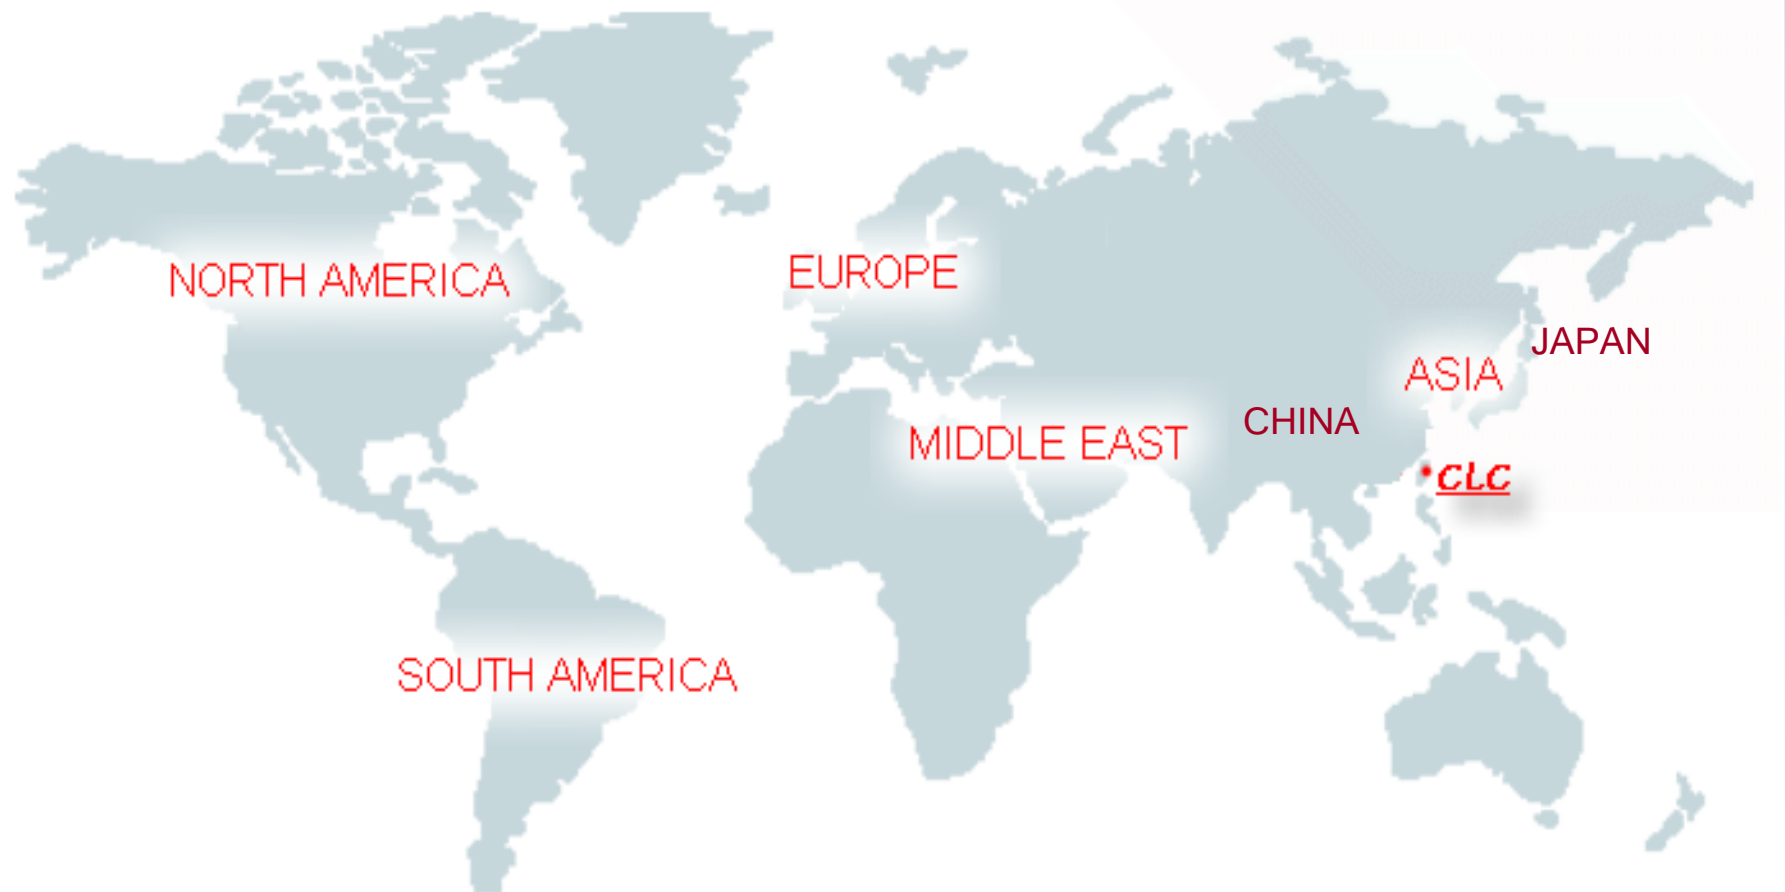 NORTH AMERICA
EUROPE
JAPAN
ASIA
CHINA
MIDDLE EAST
CLC
SOUTH AMERICA